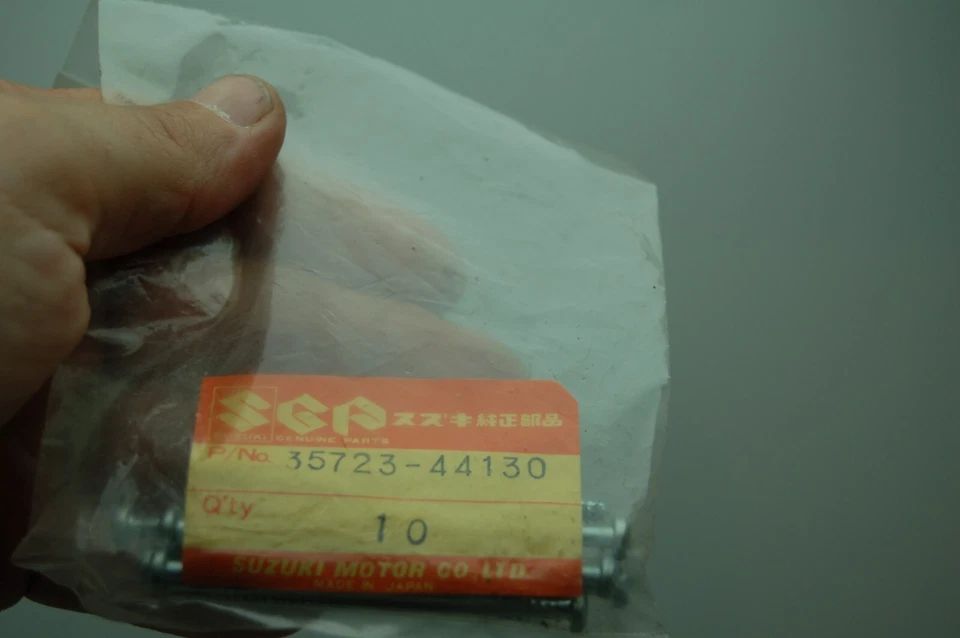 SGP スズキ純正部品
SUZUKI GENUINE PARTS
P/No. 35723-44130
Q'ty
10
SUZUKI MOTOR CO.,LTD.
MADE IN JAPAN